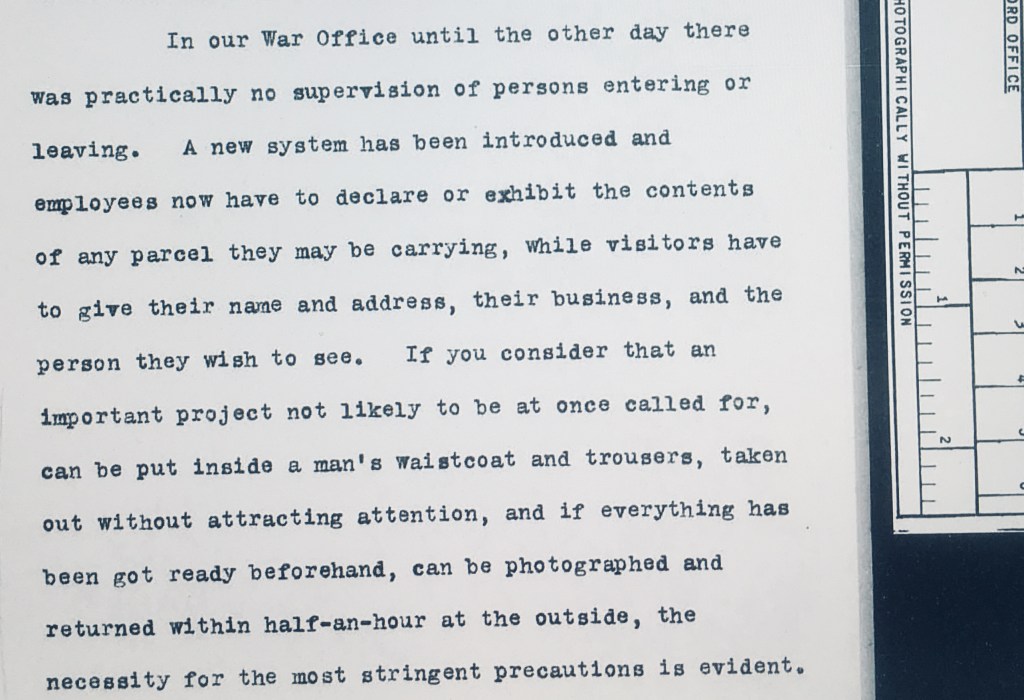 In our War Office until the other day there
was practically no supervision of persons entering or
leaving. A new system has been introduced and
employees now have to declare or exhibit the contents
of any parcel they may be carrying, while visitors have
to give their name and address, their business, and the
person they wish to see. If you consider that an
important project not likely to be at once called for,
can be put inside a man's waistcoat and trousers, taken
out without attracting attention, and if everything has
been got ready beforehand, can be photographed and
returned within half-an-hour at the outside, the
necessity for the most stringent precautions is evident.
OFFICE
WITHOUT PERMISSION
1
2
1
2
3
4